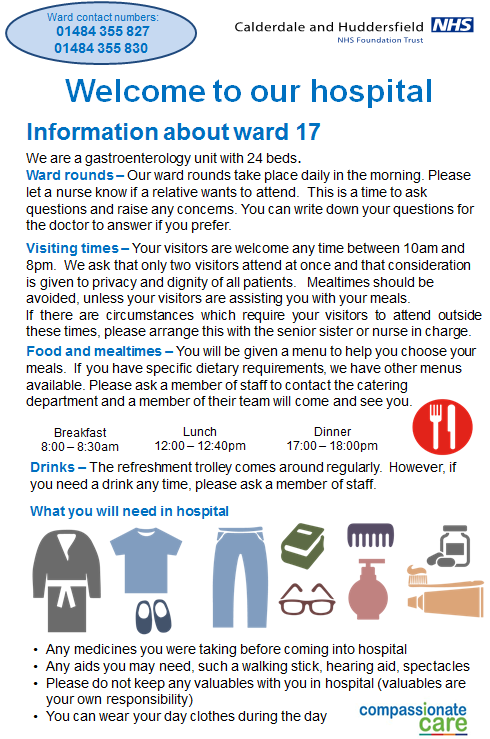 Ward contact numbers:
01484 355 827
01484 355 830
Calderdale and Huddersfield NHS
NHS Foundation Trust
Welcome to our hospital
Information about ward 17
We are a gastroenterology unit with 24 beds.
Ward rounds – Our ward rounds take place daily in the morning. Please
let a nurse know if a relative wants to attend. This is a time to ask
questions and raise any concerns. You can write down your questions for
the doctor to answer if you prefer.
Visiting times – Your visitors are welcome any time between 10am and
8pm. We ask that only two visitors attend at once and that consideration
is given to privacy and dignity of all patients. Mealtimes should be
avoided, unless your visitors are assisting you with your meals.
If there are circumstances which require your visitors to attend outside
these times, please arrange this with the senior sister or nurse in charge.
Food and mealtimes – You will be given a menu to help you choose your
meals. If you have specific dietary requirements, we have other menus
available. Please ask a member of staff to contact the catering
department and a member of their team will come and see you.
Breakfast
8:00 – 8:30am
Lunch
12:00 – 12:40pm
Dinner
17:00 – 18:00pm
Drinks – The refreshment trolley comes around regularly. However, if
you need a drink any time, please ask a member of staff.
What you will need in hospital
• Any medicines you were taking before coming into hospital
• Any aids you may need, such a walking stick, hearing aid, spectacles
• Please do not keep any valuables with you in hospital (valuables are
your own responsibility)
• You can wear your day clothes during the day
compassionate
care